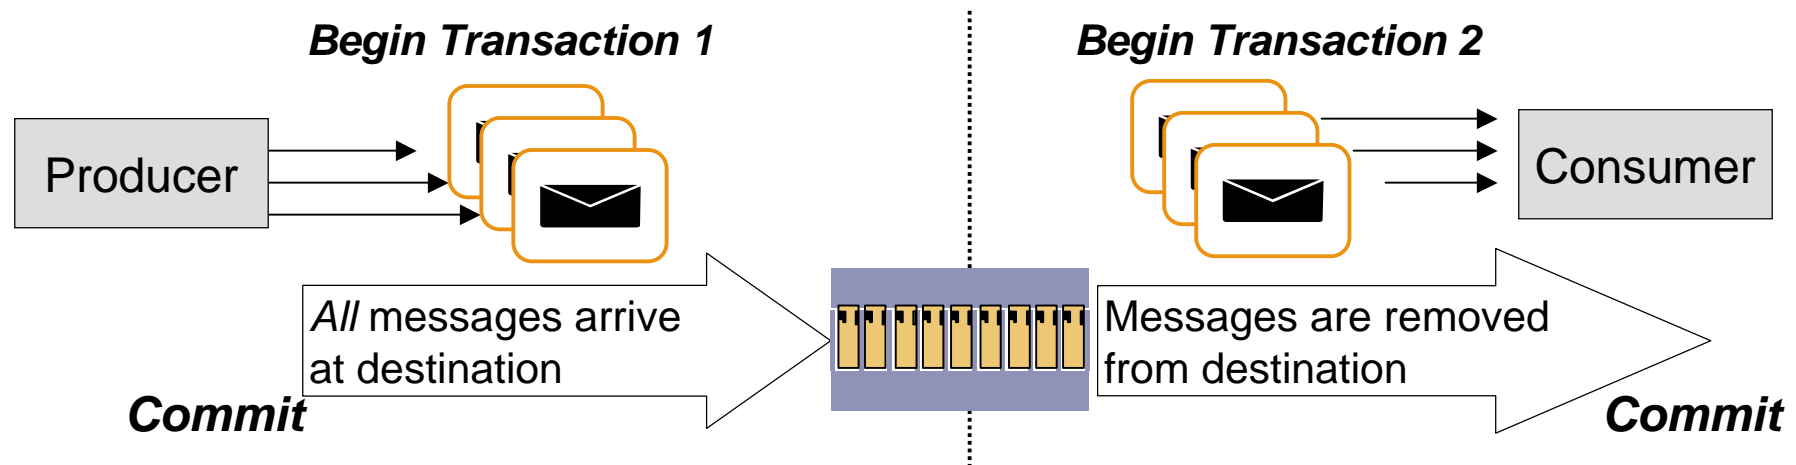 Begin Transaction 1
Producer
All messages arrive
at destination
Commit
Begin Transaction 2
Consumer
Messages are removed
from destination
Commit